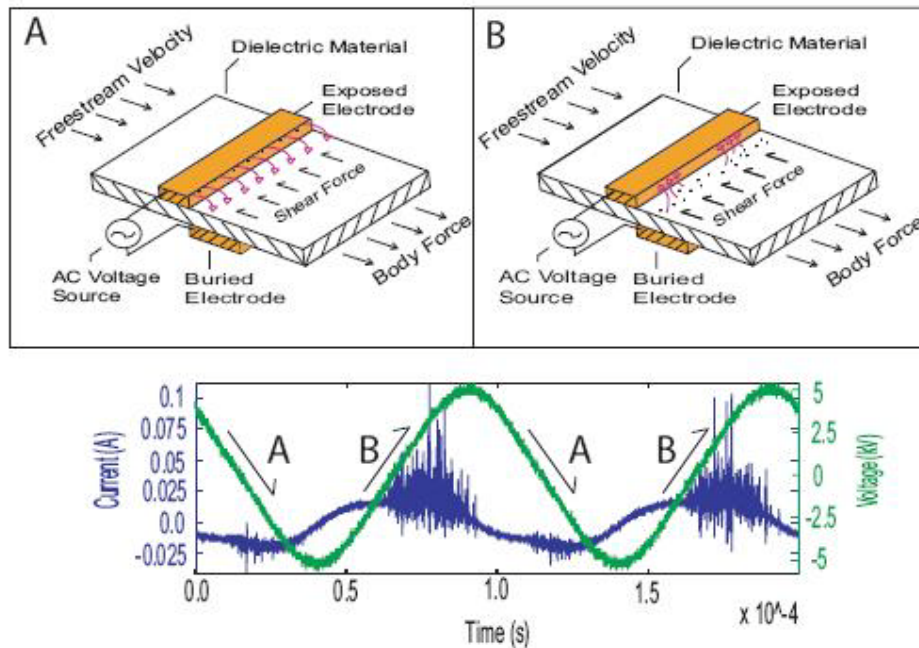 A
Freestream Velocity
Dielectric Material
Exposed
Electrode
Shear Force
Body Force
AC Voltage
Source
Buried
Electrode
B
Freestream Velocity
Dielectric Material
Exposed
Electrode
Shear Force
Body Force
AC Voltage
Source
Buried
Electrode
Current (A)
0.1
0.075
0.05
0.025
0.0
-0.025
A
B
A
B
5
2.5
0
-2.5
-5
Voltage (kV)
0.0
0.5
1.0
1.5
x 10^-4
Time (s)